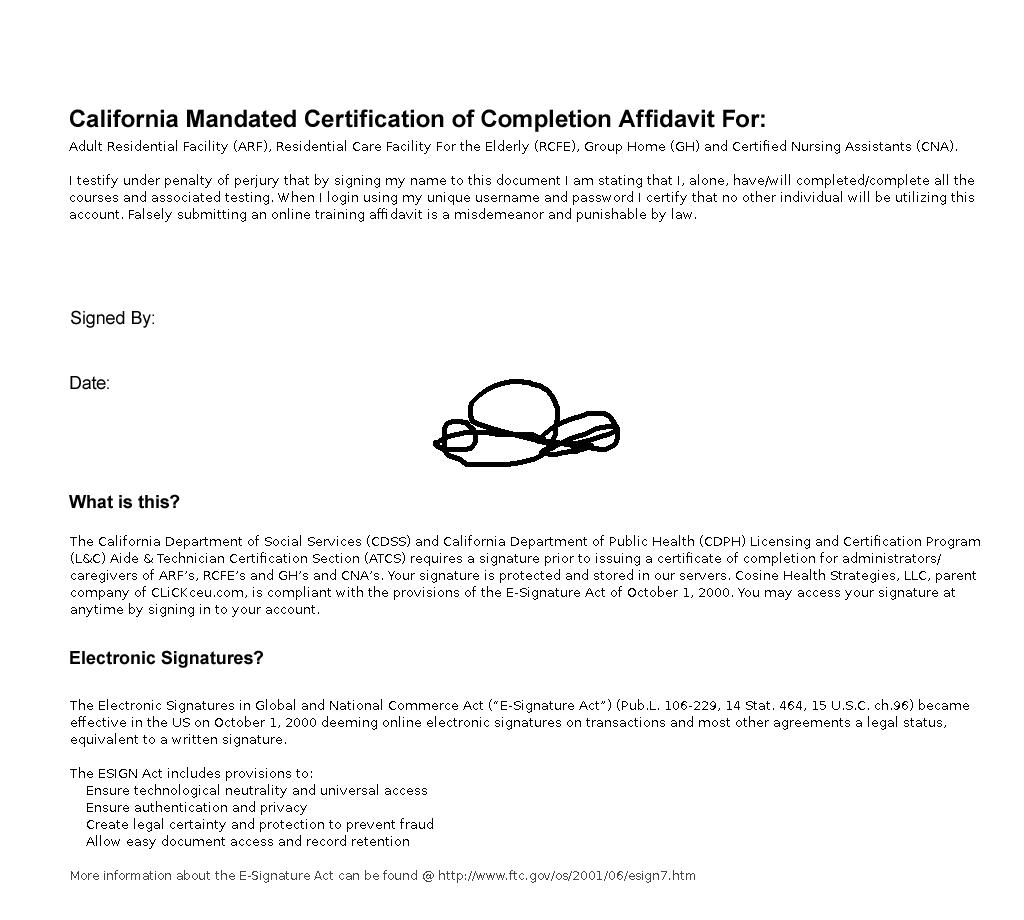 California Mandated Certification of Completion Affidavit For:
Adult Residential Facility (ARF), Residential Care Facility For the Elderly (RCFE), Group Home (GH) and Certified Nursing Assistants (CNA).
I testify under penalty of perjury that by signing my name to this document I am stating that I, alone, have/will completed/complete all the
courses and associated testing. When I login using my unique username and password I certify that no other individual will be utilizing this
account. Falsely submitting an online training affidavit is a misdemeanor and punishable by law.
Signed By:
Date:
What is this?
The California Department of Social Services (CDSS) and California Department of Public Health (CDPH) Licensing and Certification Program
(L&C) Aide & Technician Certification Section (ATCS) requires a signature prior to issuing a certificate of completion for administrators/
caregivers of ARF's, RCFE's and GH's and CNA's. Your signature is protected and stored in our servers. Cosine Health Strategies, LLC, parent
company of CLiCKceu.com, is compliant with the provisions of the E-Signature Act of October 1, 2000. You may access your signature at
anytime by signing in to your account.
Electronic Signatures?
The Electronic Signatures in Global and National Commerce Act (“E-Signature Act”) (Pub.L. 106-229, 14 Stat. 464, 15 U.S.C. ch.96) became
effective in the US on October 1, 2000 deeming online electronic signatures on transactions and most other agreements a legal status,
equivalent to a written signature.
The ESIGN Act includes provisions to:
Ensure technological neutrality and universal access
Ensure authentication and privacy
Create legal certainty and protection to prevent fraud
Allow easy document access and record retention
More information about the E-Signature Act can be found @ http://www.ftc.gov/os/2001/06/esign7.htm